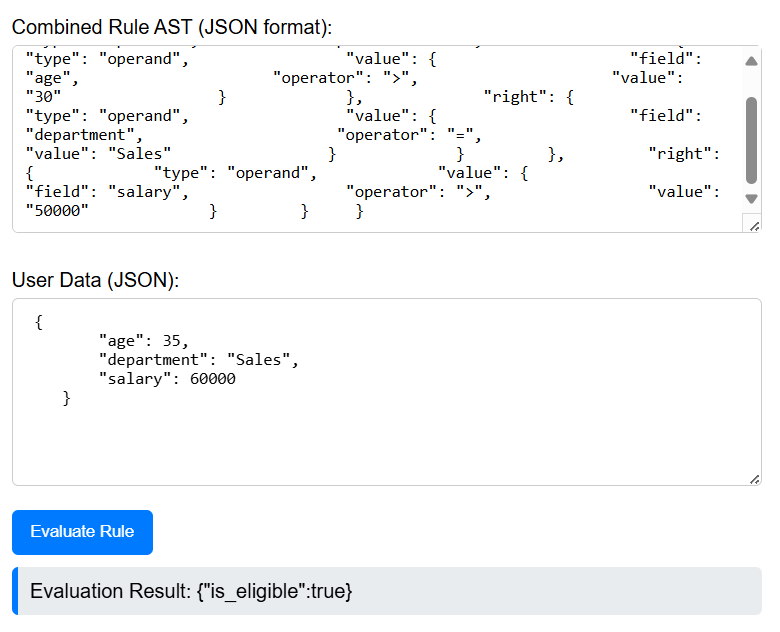 Combined Rule AST (JSON format):
"type": "operand", "value": { "field":
"age", "operator": ">", "value":
"30" } }, "right": {
"type": "operand", "value": { "field":
"department", "operator": "=",
"value": "Sales" } } }, "right":
{ "type": "operand", "value": {
"field": "salary", "operator": ">", "value":
"50000" } } }
User Data (JSON):
{
"age": 35,
"department": "Sales",
"salary": 60000
}
Evaluate Rule
Evaluation Result: {"is_eligible":true}